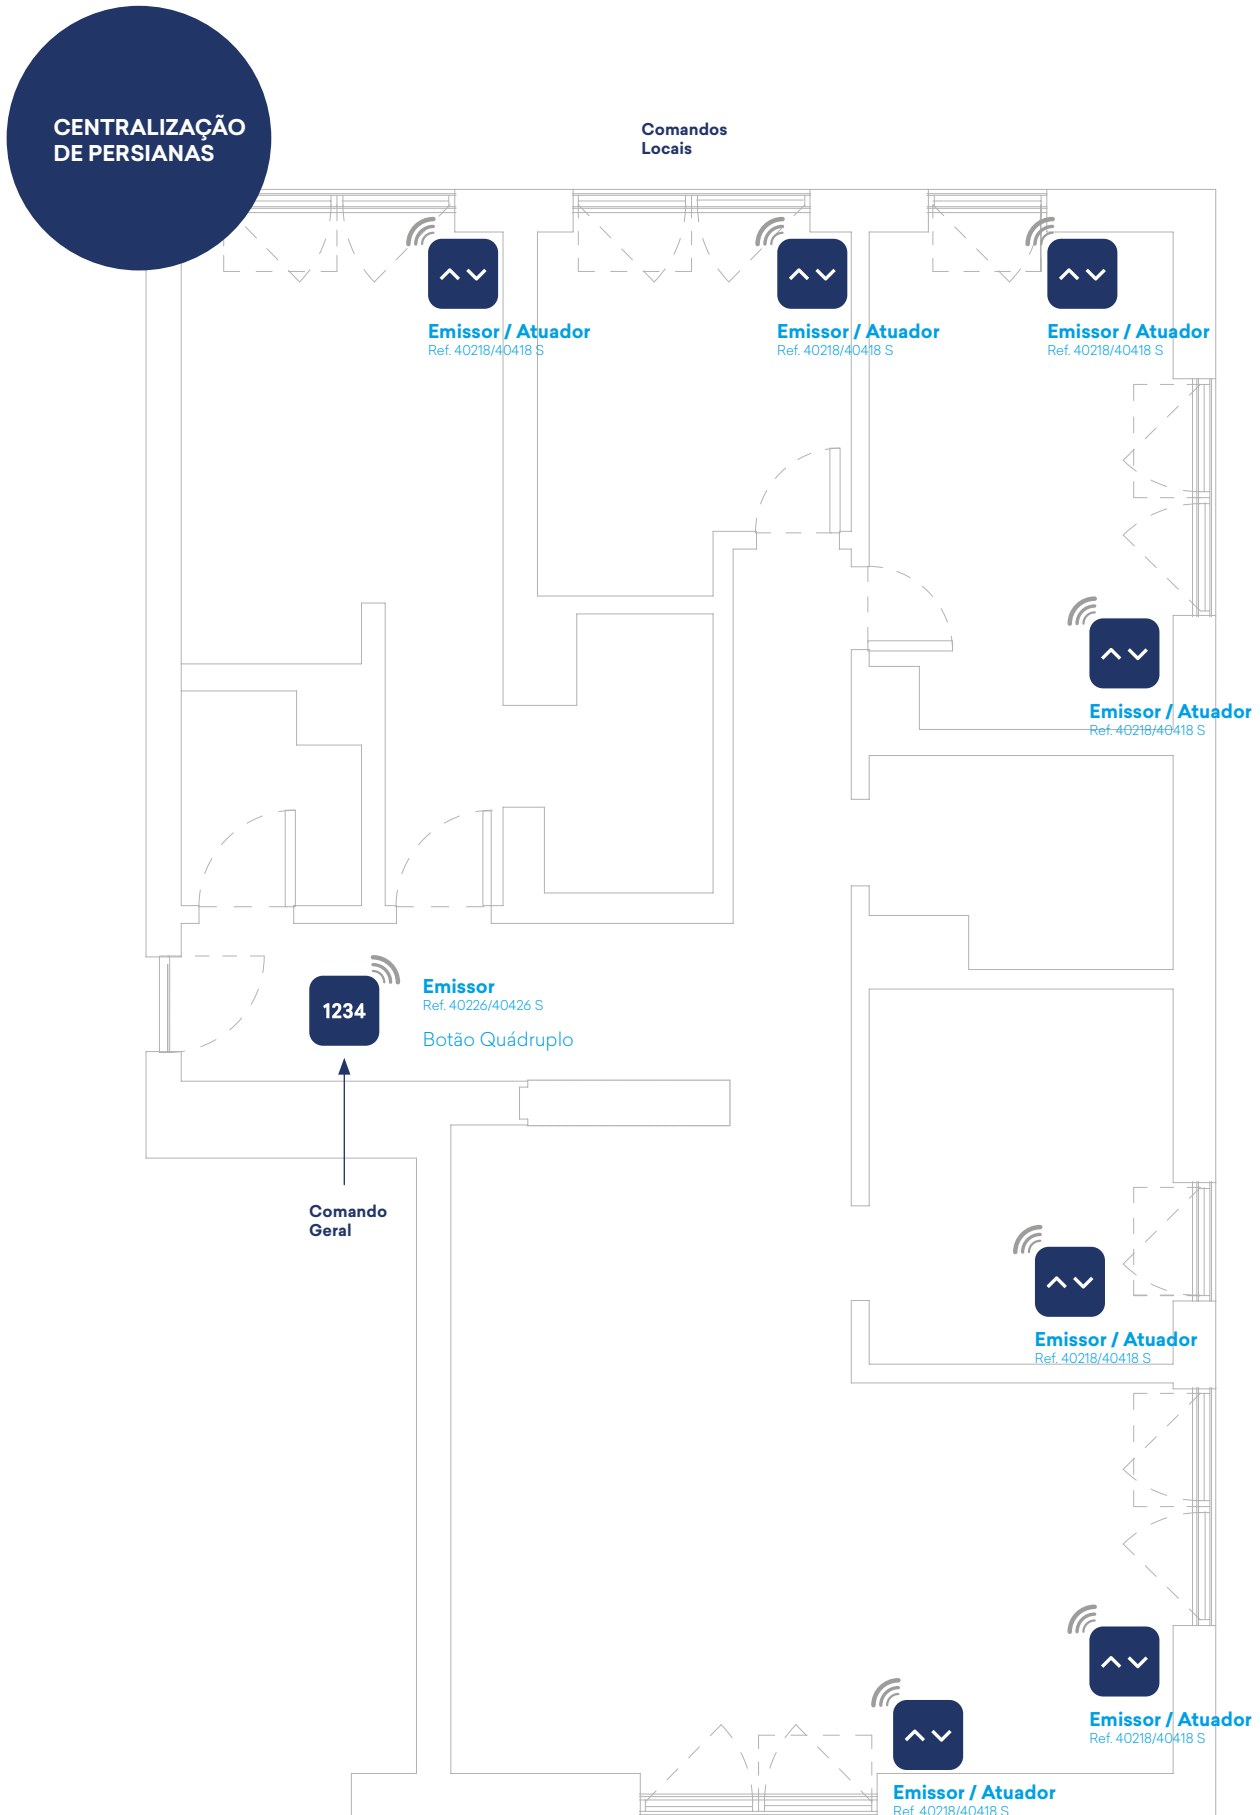 CENTRALIZAÇÃO
DE PERSIANAS
Comandos
Locais
Emissor / Atuador
Ref. 40218/40418 S
Emissor / Atuador
Ref. 40218/40418 S
Emissor / Atuador
Ref. 40218/40418 S
Emissor / Atuador
Ref. 40218/40418 S
1234
Emissor
Ref. 40226/40426 S
Botão Quádruplo
Comando
Geral
Emissor / Atuador
Ref. 40218/40418 S
Emissor / Atuador
Ref. 40218/40418 S
Emissor / Atuador
Ref. 40218/40418 S